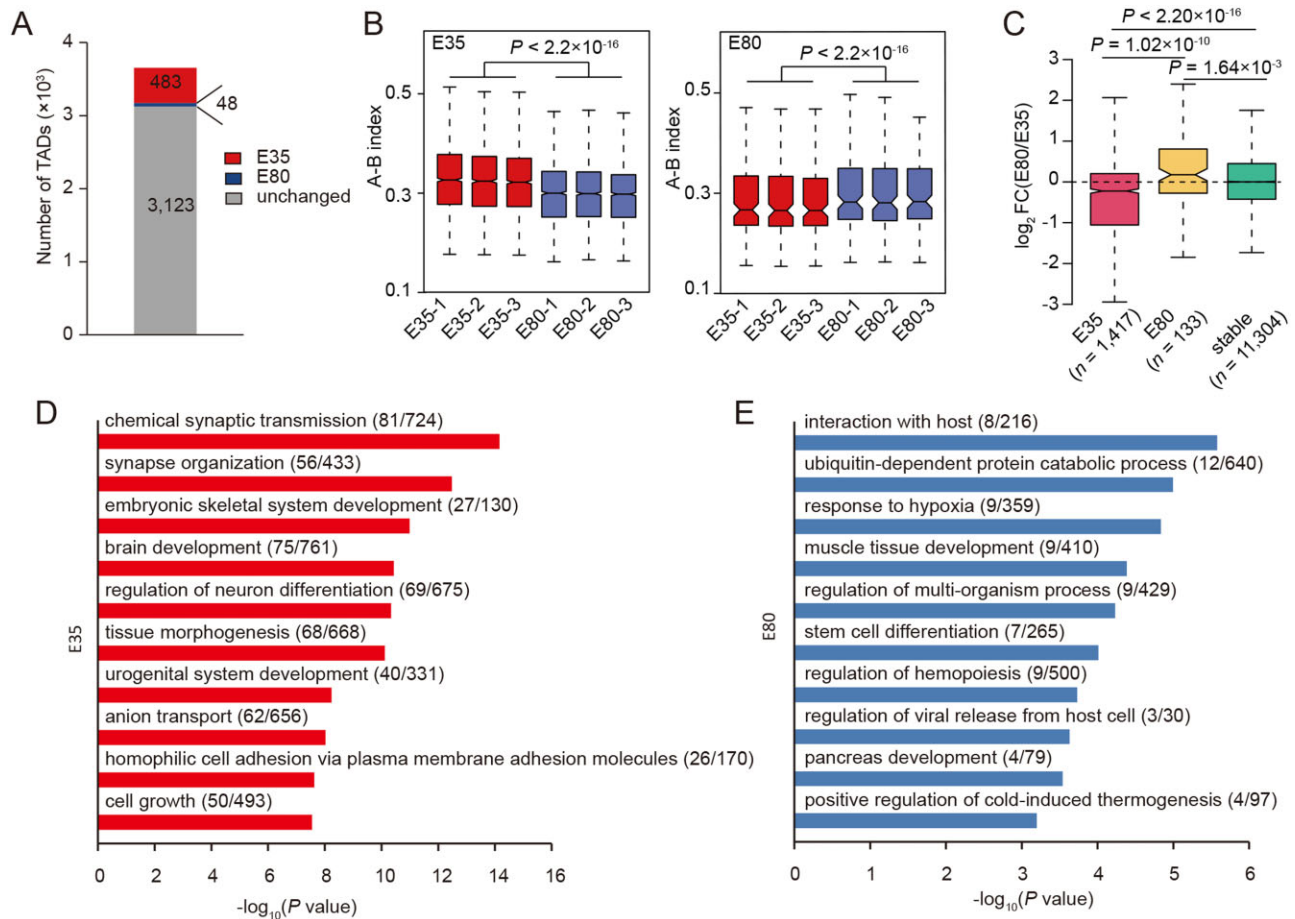 A
Number of TADs (×10³)
4
3
2
1
0
483
48
3,123
E35
E80
unchanged
B
E35
P < 2.2×10⁻¹⁶
A-B index
0.5
0.3
0.1
E35-1
E35-2
E35-3
E80-1
E80-2
E80-3
E80
P < 2.2×10⁻¹⁶
A-B index
0.5
0.3
0.1
E35-1
E35-2
E35-3
E80-1
E80-2
E80-3
C
P < 2.20×10⁻¹⁶
P = 1.02×10⁻¹⁰
P = 1.64×10⁻³
log₂ FC(E80/E35)
3
2
1
0
-1
-2
-3
E35
(n = 1,417)
E80
(n = 133)
stable
(n = 11,304)
D
chemical synaptic transmission (81/724)
synapse organization (56/433)
embryonic skeletal system development (27/130)
brain development (75/761)
regulation of neuron differentiation (69/675)
tissue morphogenesis (68/668)
urogenital system development (40/331)
anion transport (62/656)
homophilic cell adhesion via plasma membrane adhesion molecules (26/170)
cell growth (50/493)
E35
0 2 4 6 8 10 12 14 16
-log₁₀(P value)
E
interaction with host (8/216)
ubiquitin-dependent protein catabolic process (12/640)
response to hypoxia (9/359)
muscle tissue development (9/410)
regulation of multi-organism process (9/429)
stem cell differentiation (7/265)
regulation of hemopoiesis (9/500)
regulation of viral release from host cell (3/30)
pancreas development (4/79)
positive regulation of cold-induced thermogenesis (4/97)
E80
0 1 2 3 4 5 6
-log₁₀(P value)